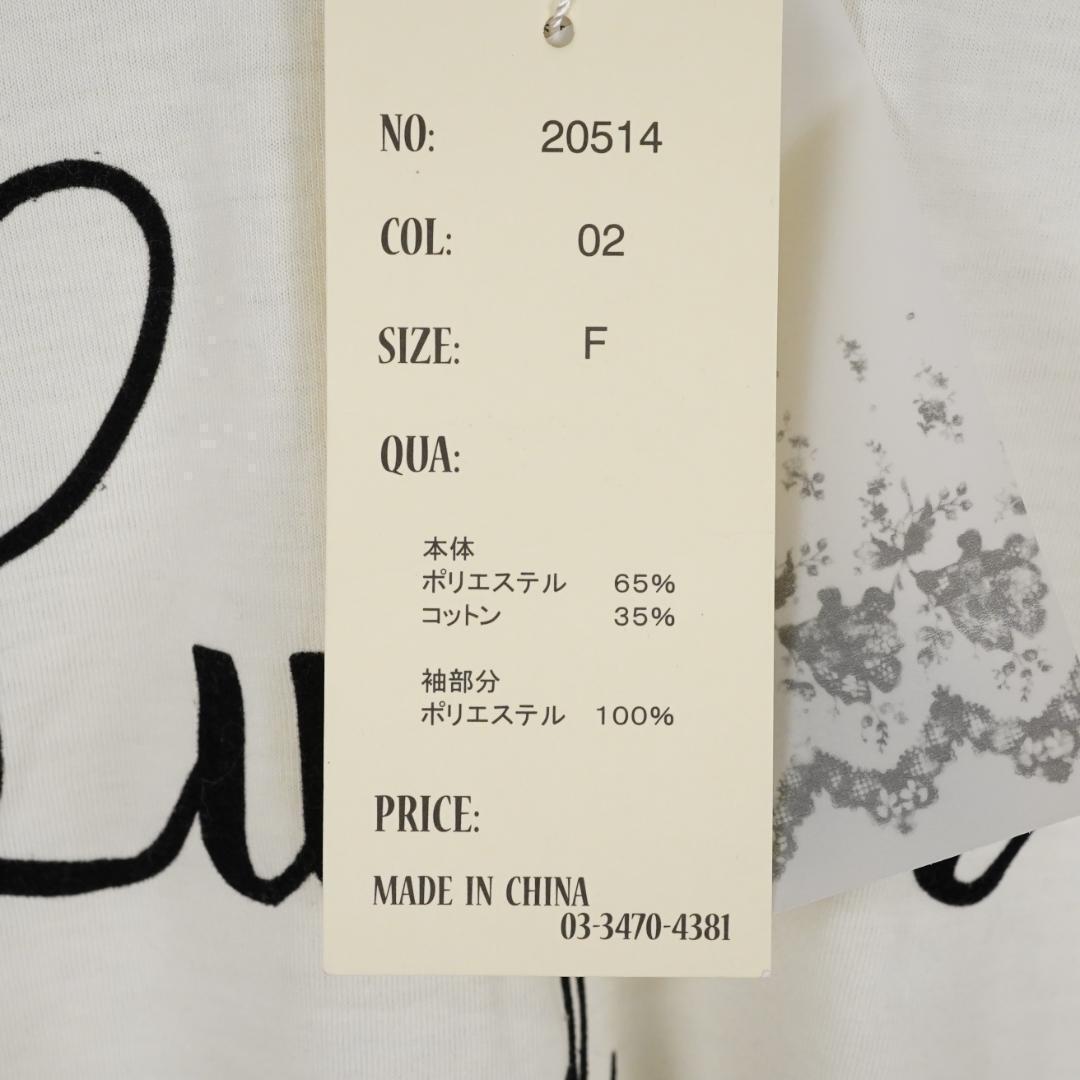 NO: 20514
COL: 02
SIZE: F
QUA:
本体
ポリエステル 65%
コットン 35%
袖部分
ポリエステル 100%
PRICE:
MADE IN CHINA
03-3470-4381